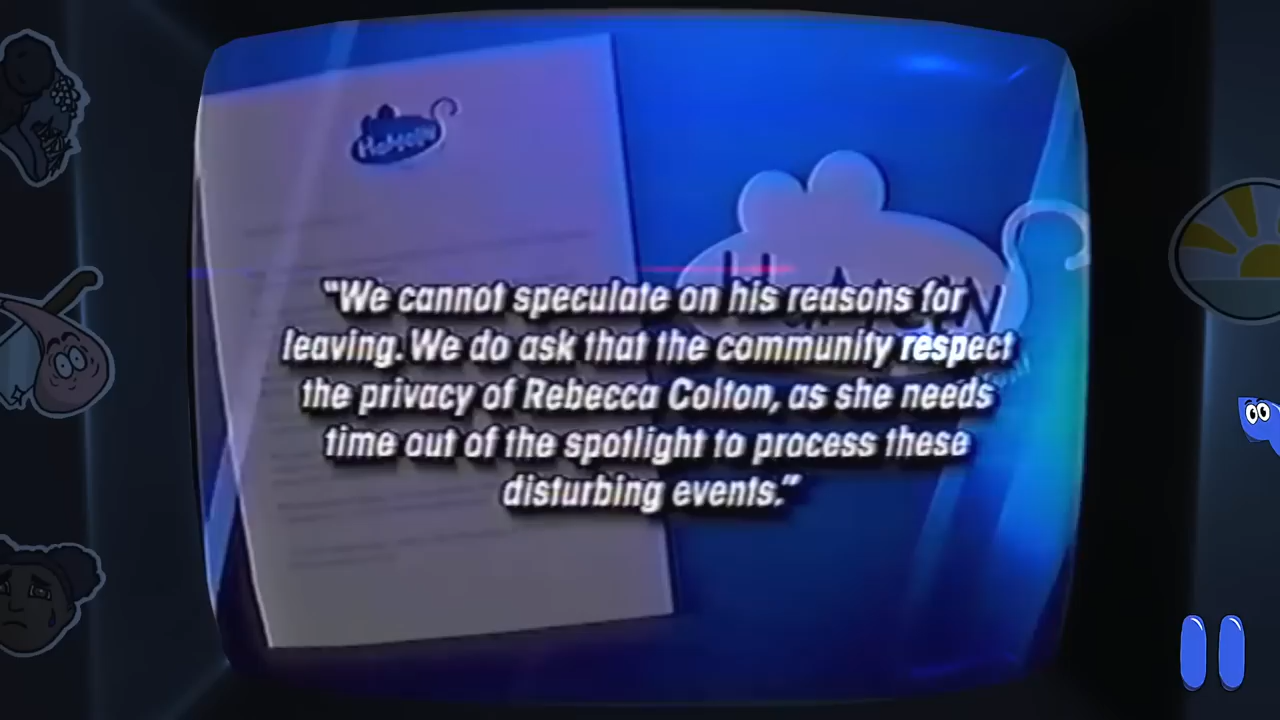 Hameln
"We cannot speculate on his reasons for
leaving. We do ask that the community respect
the privacy of Rebecca Colton, as she needs
time out of the spotlight to process these
disturbing events."